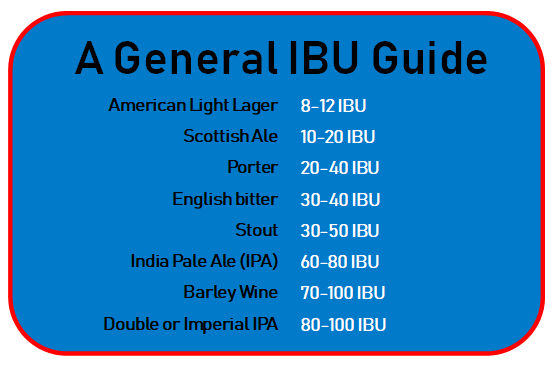 A General IBU Guide
American Light Lager 8-12 IBU
Scottish Ale 10-20 IBU
Porter 20-40 IBU
English bitter 30-40 IBU
Stout 30-50 IBU
India Pale Ale (IPA) 60-80 IBU
Barley Wine 70-100 IBU
Double or Imperial IPA 80-100 IBU